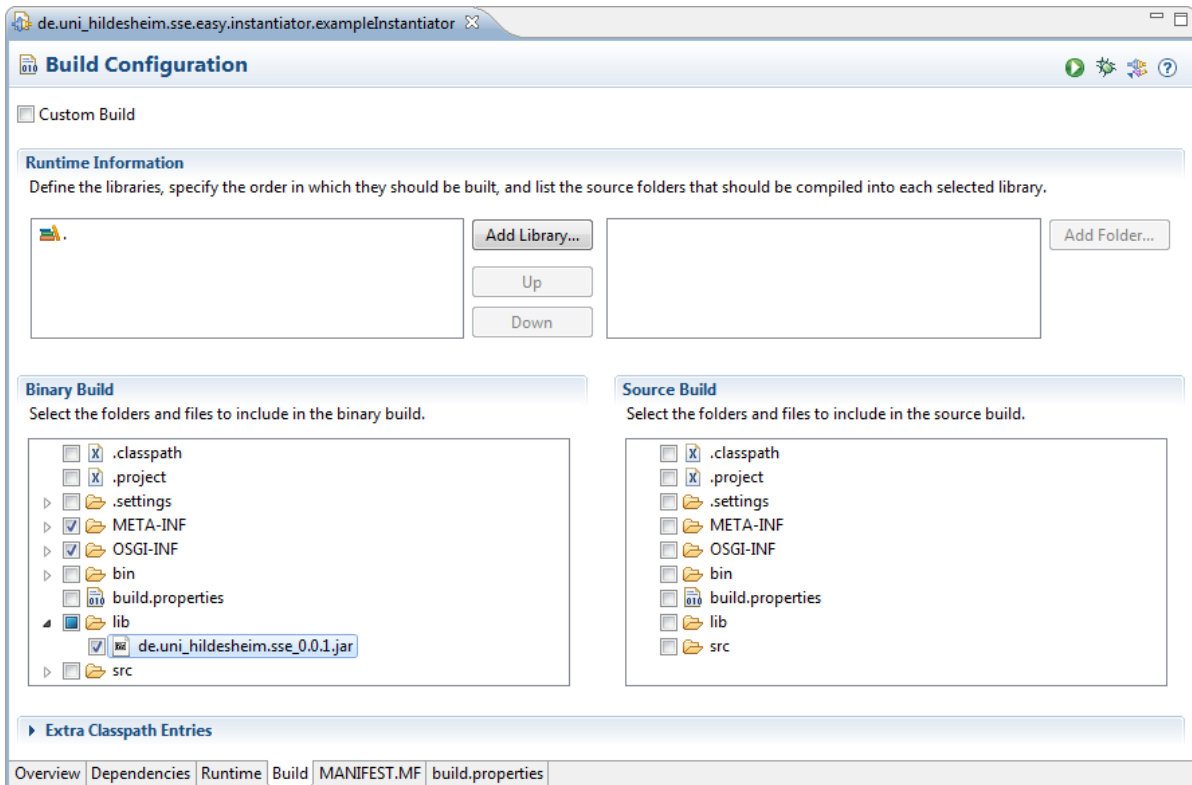 de.uni_hildesheim.sse.easy.instantiator.exampleInstantiator
Build Configuration
Custom Build
Runtime Information
Define the libraries, specify the order in which they should be built, and list the source folders that should be compiled into each selected library.
.
Add Library...
Up
Down
Add Folder...
Binary Build
Select the folders and files to include in the binary build.
.classpath
.project
.settings
META-INF
OSGI-INF
bin
build.properties
lib
de.uni_hildesheim.sse_0.0.1.jar
src
Source Build
Select the folders and files to include in the source build.
.classpath
.project
.settings
META-INF
OSGI-INF
bin
build.properties
lib
src
Extra Classpath Entries
Overview Dependencies Runtime Build MANIFEST.MF build.properties